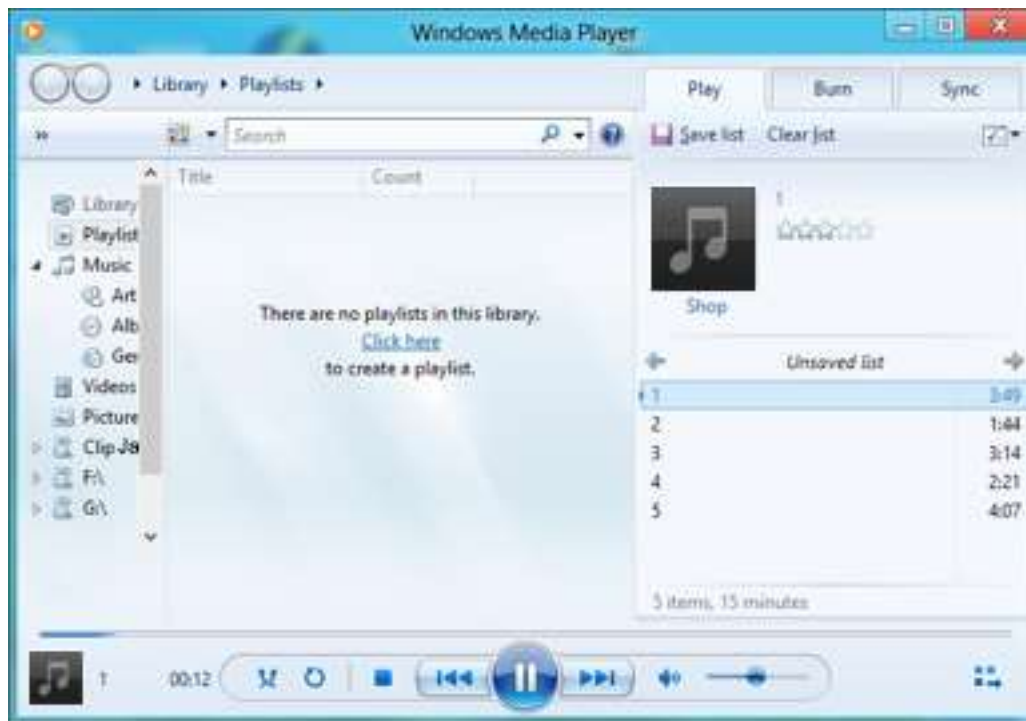 Windows Media Player
Library ▸ Playlists ▸
Play Burn Sync
Search
Save list Clear list
Title Count
Library
Playlist
Music
Art
Alb
Ge
Videos
Picture
Clip Ja
F:\
G:\
There are no playlists in this library.
Click here
to create a playlist.
1
Shop
Unsaved list
1 3:49
2 1:44
3 3:14
4 2:21
5 4:07
5 items, 15 minutes
1 00:12